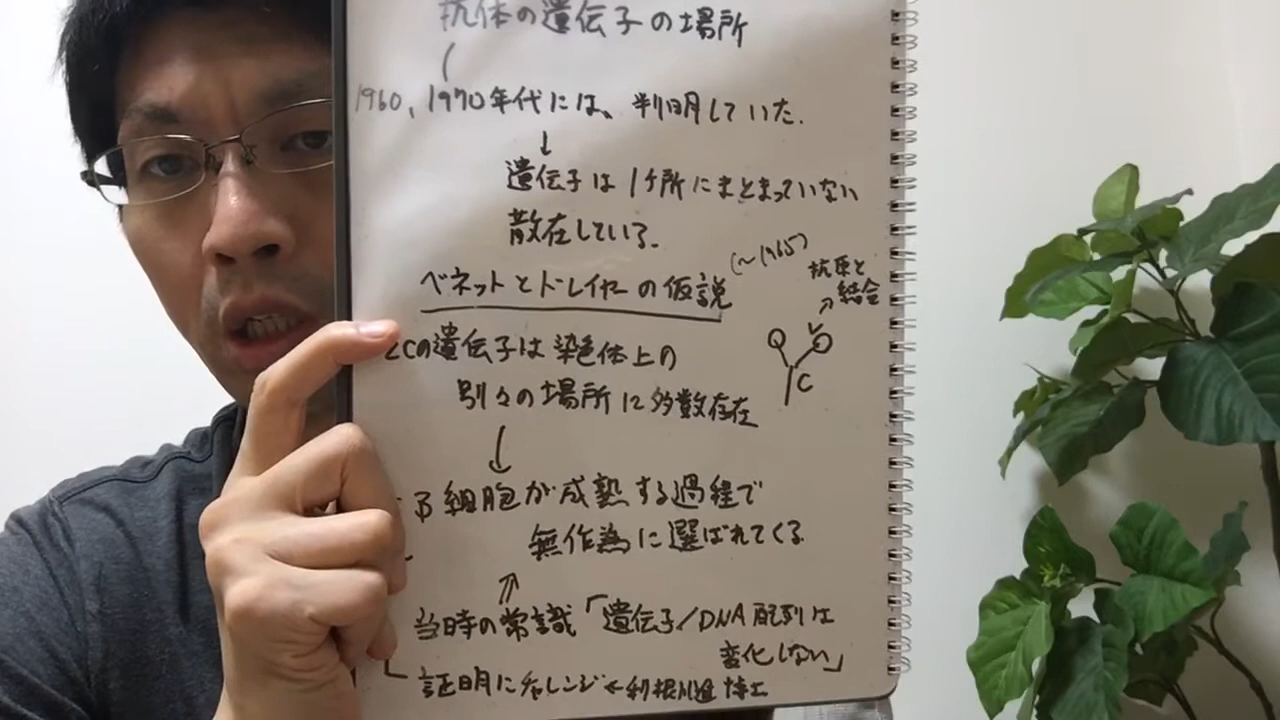 抗体の遺伝子の場所
1960, 1970年代には、判明していた.
↓
遺伝子は1ヶ所にまとまっていない
散在している.
ベネットとドレイヤーの仮説 (~1965)
抗原と
結合
V
C
Cの遺伝子は染色体上の
別々の場所に多数存在
↓
B細胞が成熟する過程で
無作為に選ばれてくる
当時の常識「遺伝子/DNA配列は
変化しない」
証明にチャレンジ←利根川進博士